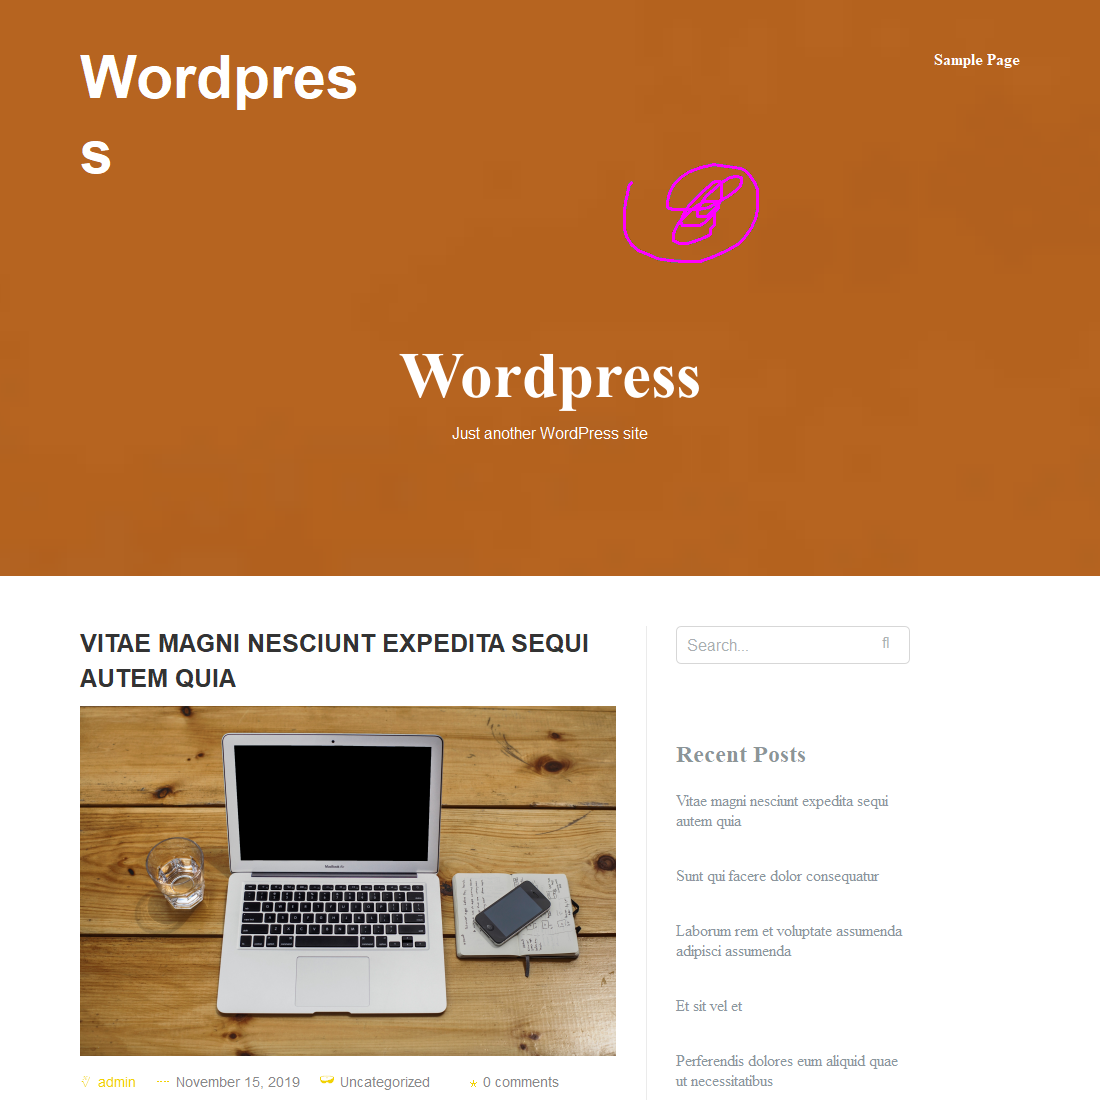 Wordpres
s
Sample Page
Wordpress
Just another WordPress site
VITAE MAGNI NESCIUNT EXPEDITA SEQUI
AUTEM QUIA
admin
November 15, 2019
Uncategorized
0 comments
Search...
Recent Posts
Vitae magni nesciunt expedita sequi
autem quia
Sunt qui facere dolor consequatur
Laborum rem et voluptate assumenda
adipisci assumenda
Et sit vel et
Perferendis dolores eum aliquid quae
ut necessitatibus